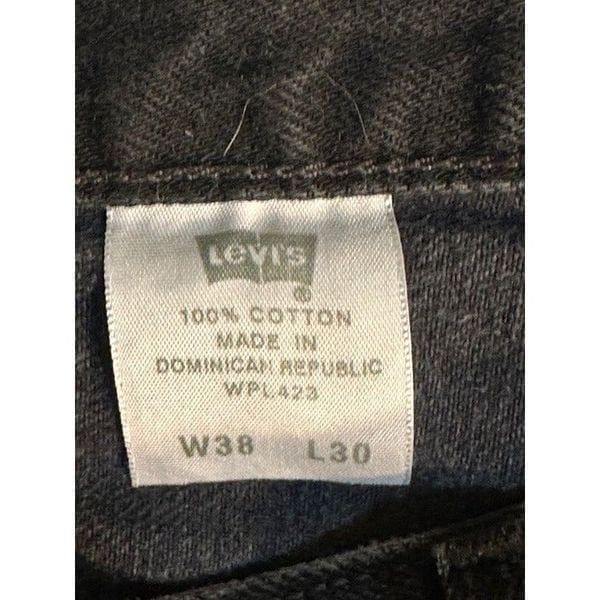 Levi's
®
100% COTTON
MADE IN
DOMINICAN REPUBLIC
WPL423
W38 L30